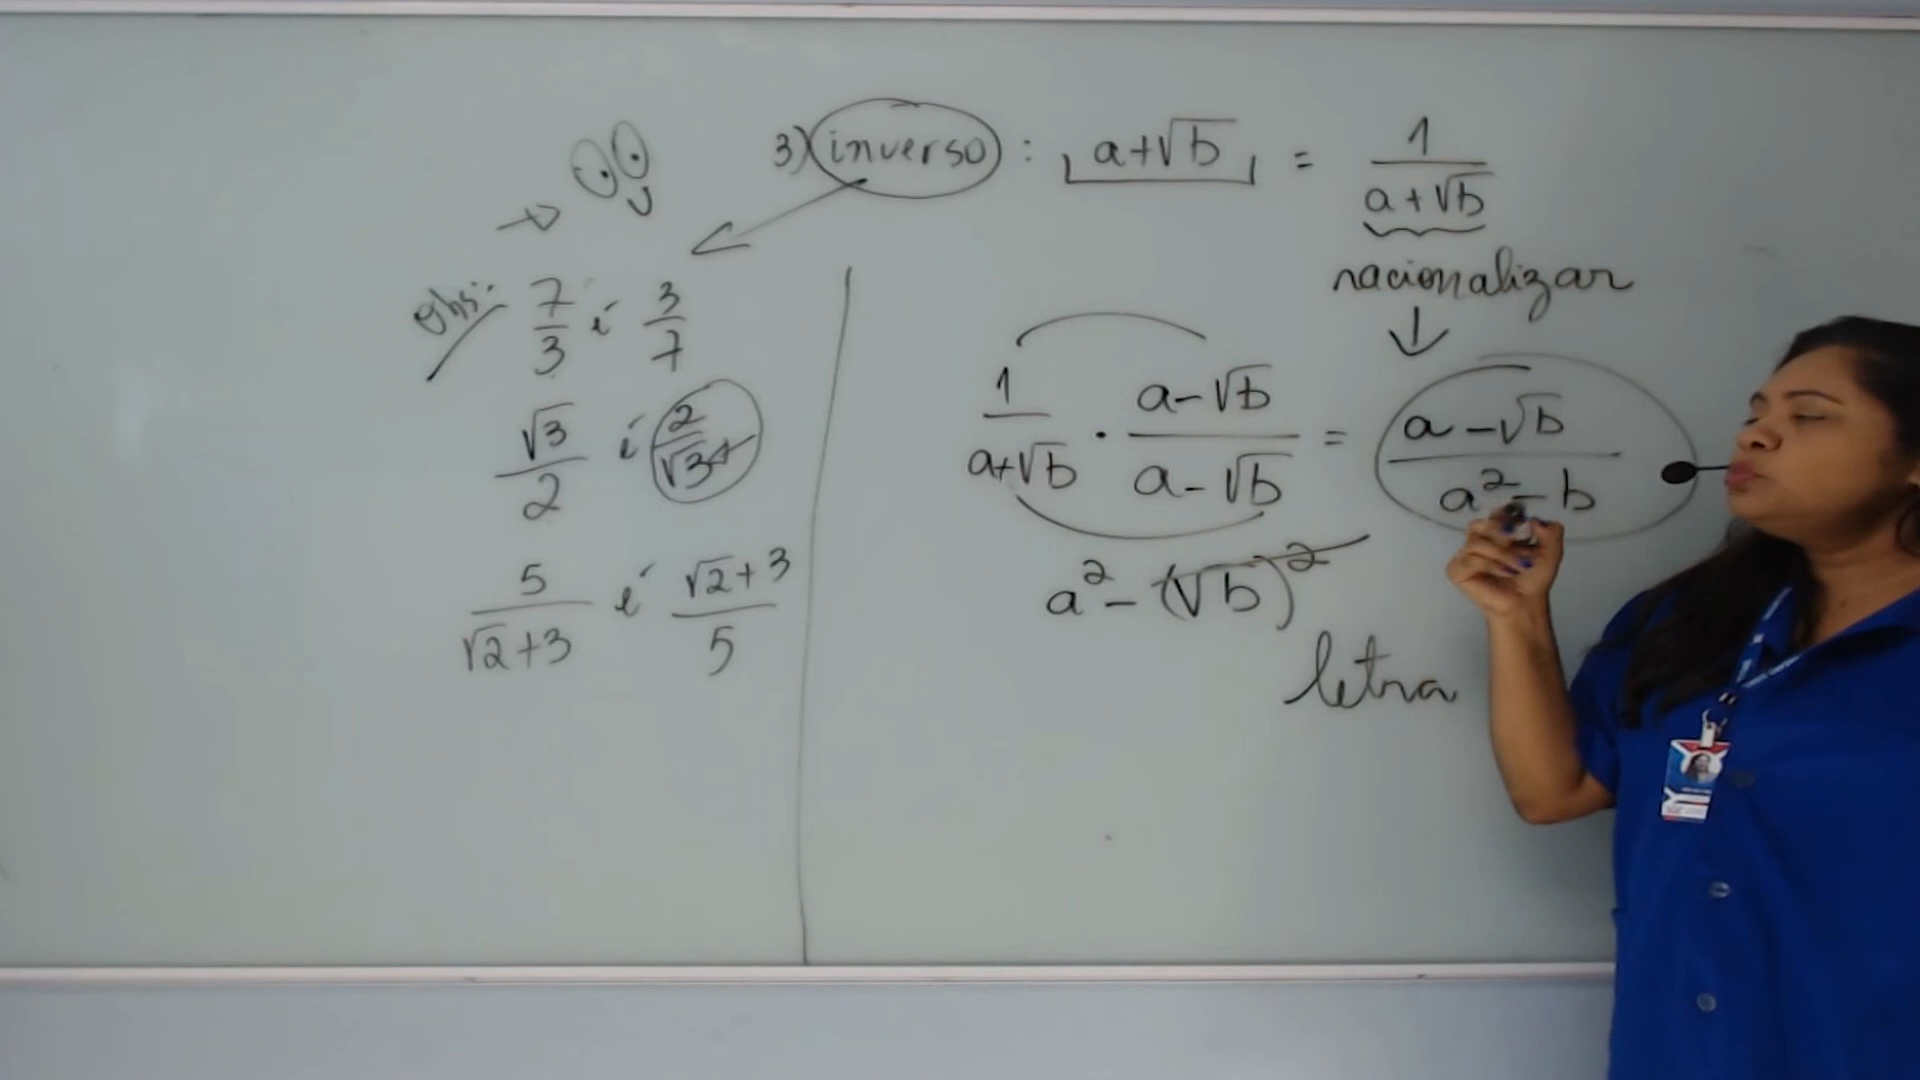 3) inverso : a+√b = 1/(a+√b)
racionalizar
Obs: 7/3 i 3/7
√3/2 i 2/√3
5/(√2+3) i (√2+3)/5
1/(a+√b) · (a-√b)/(a-√b) = (a-√b)/(a²-b)
a² - (√b)²
letra